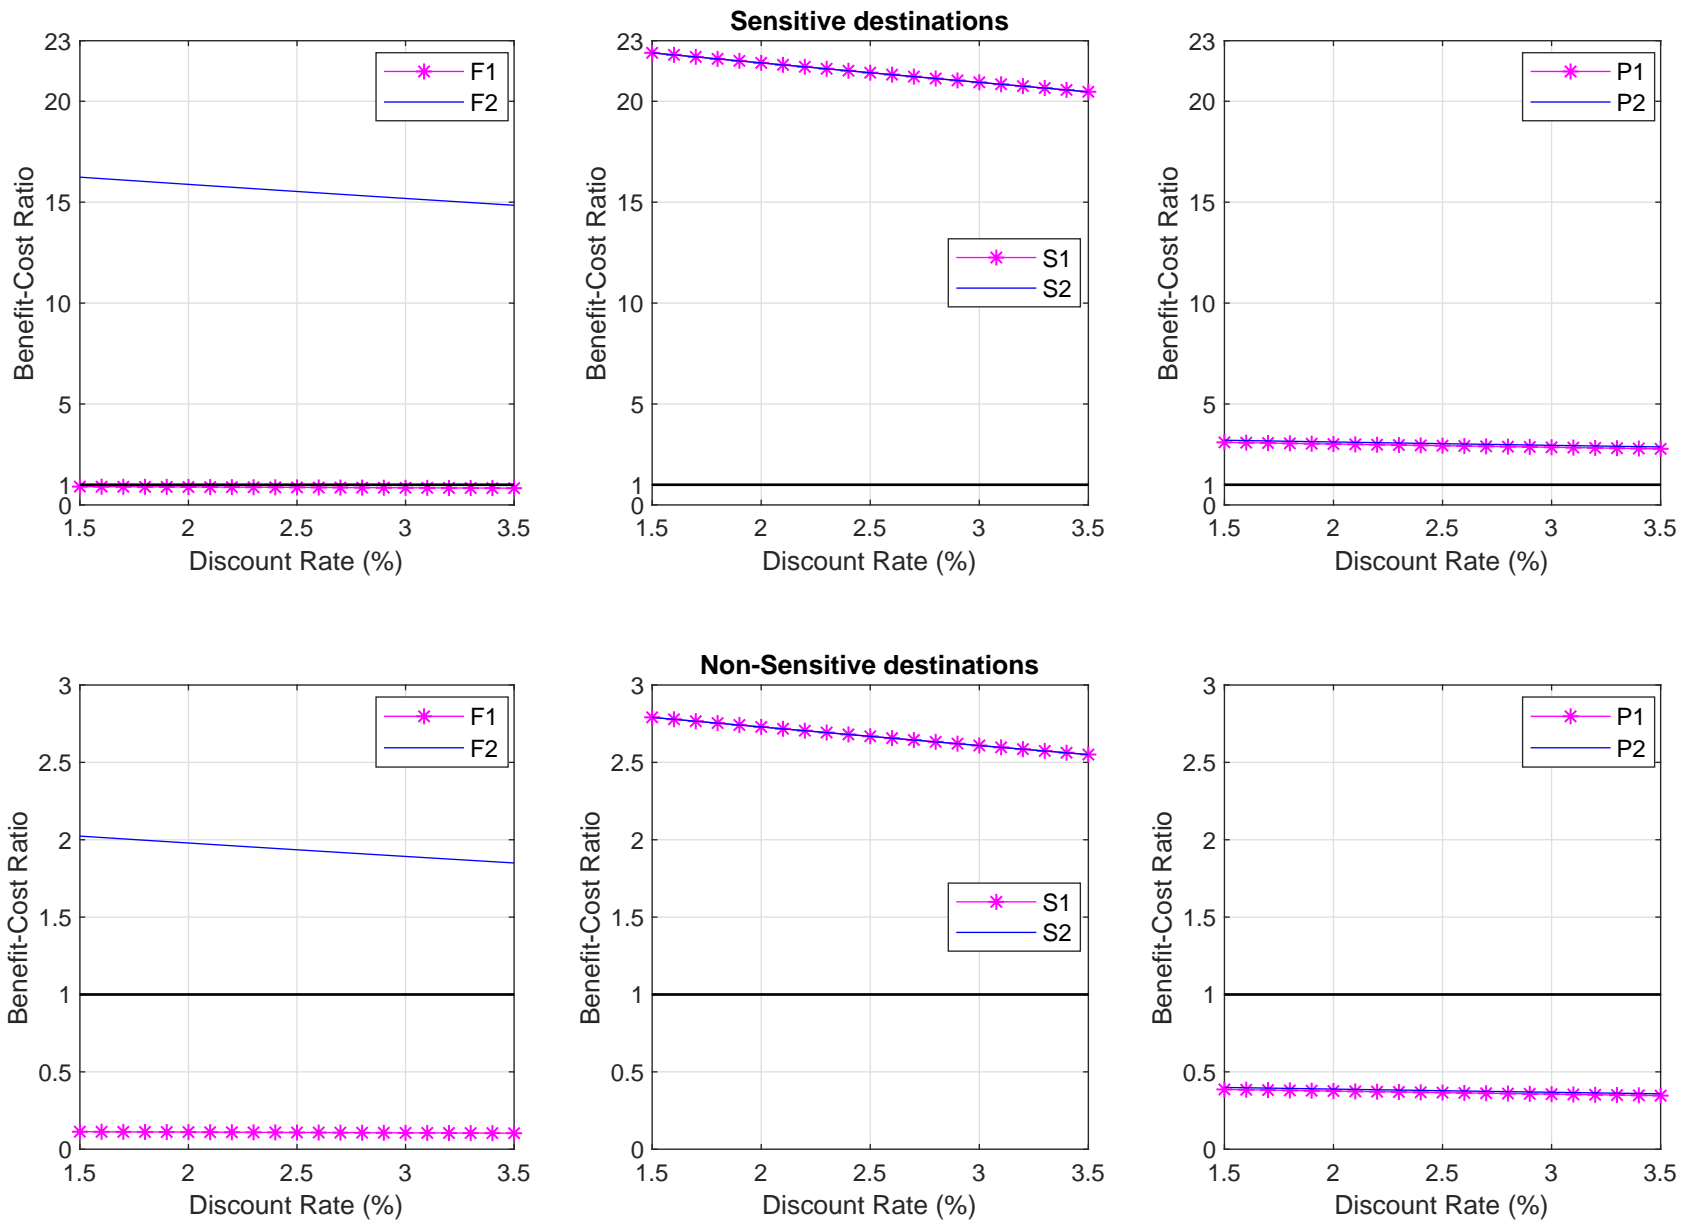 Sensitive destinations
Benefit-Cost Ratio
23
20
15
10
5
1
0
F1
F2
1.5 2 2.5 3 3.5
Discount Rate (%)
Benefit-Cost Ratio
23
20
15
10
5
1
0
S1
S2
1.5 2 2.5 3 3.5
Discount Rate (%)
Benefit-Cost Ratio
23
20
15
10
5
1
0
P1
P2
1.5 2 2.5 3 3.5
Discount Rate (%)
Non-Sensitive destinations
Benefit-Cost Ratio
3
2.5
2
1.5
1
0.5
0
F1
F2
1.5 2 2.5 3 3.5
Discount Rate (%)
Benefit-Cost Ratio
3
2.5
2
1.5
1
0.5
0
S1
S2
1.5 2 2.5 3 3.5
Discount Rate (%)
Benefit-Cost Ratio
3
2.5
2
1.5
1
0.5
0
P1
P2
1.5 2 2.5 3 3.5
Discount Rate (%)